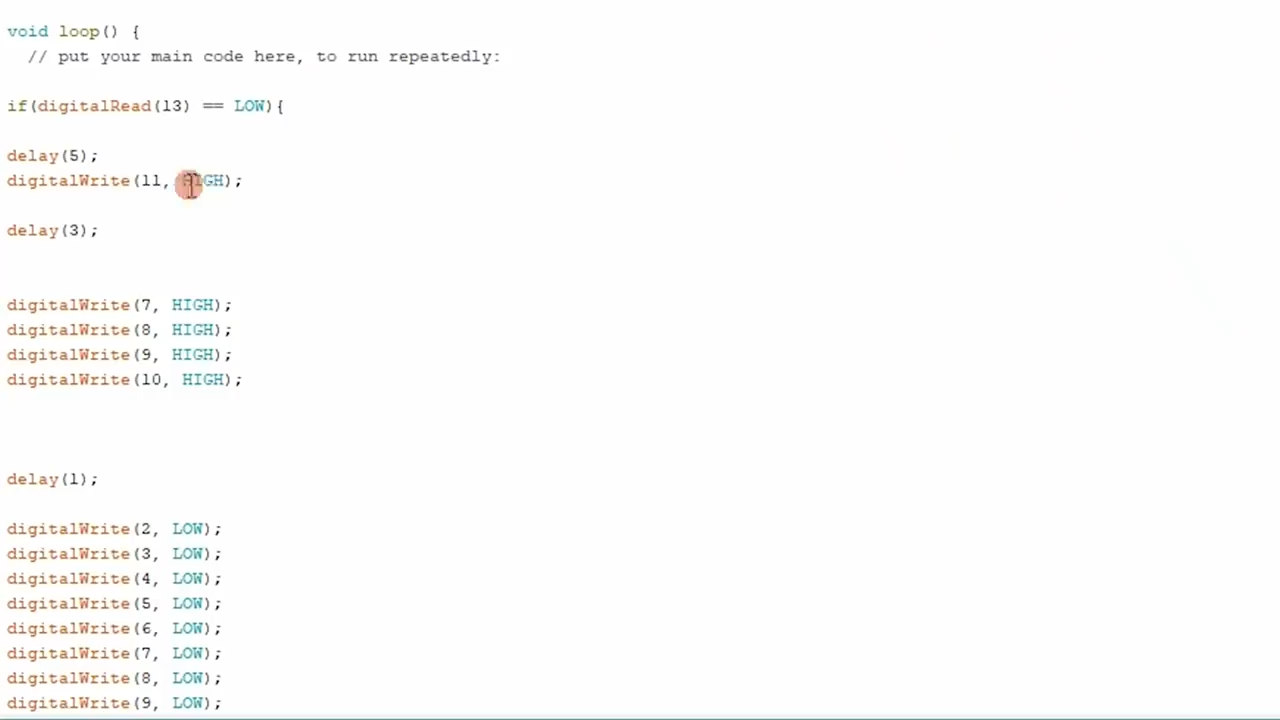 void loop() {
// put your main code here, to run repeatedly:
if(digitalRead(13) == LOW){
delay(5);
digitalWrite(11, HIGH);
delay(3);
digitalWrite(7, HIGH);
digitalWrite(8, HIGH);
digitalWrite(9, HIGH);
digitalWrite(10, HIGH);
delay(1);
digitalWrite(2, LOW);
digitalWrite(3, LOW);
digitalWrite(4, LOW);
digitalWrite(5, LOW);
digitalWrite(6, LOW);
digitalWrite(7, LOW);
digitalWrite(8, LOW);
digitalWrite(9, LOW);